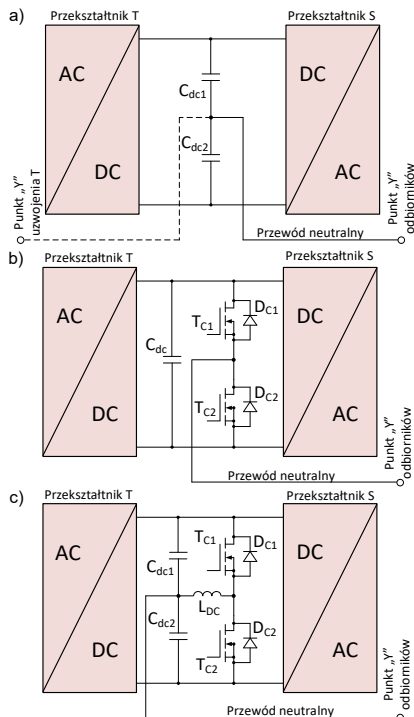 a)
Przekształtnik T
Przekształtnik S
AC
DC
DC
AC
Cdc1
Cdc2
Punkt „Y"
uzwojenia T
Przewód neutralny
Punkt „Y"
odbiorników
b)
Przekształtnik T
Przekształtnik S
AC
DC
DC
AC
Cdc
TC1
DC1
TC2
DC2
Przewód neutralny
Punkt „Y"
odbiorników
c)
Przekształtnik T
Przekształtnik S
AC
DC
DC
AC
Cdc1
Cdc2
LDC
TC1
DC1
TC2
DC2
Przewód neutralny
Punkt „Y"
odbiorników